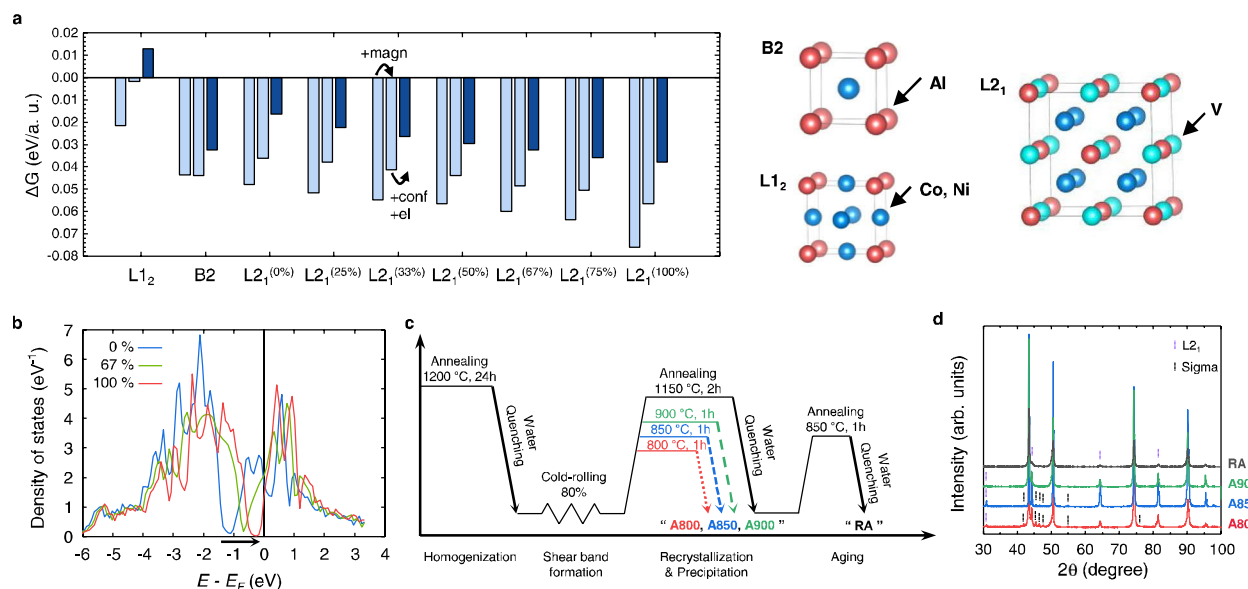 a
0.02
0.01
0.00
0.01
0.02
0.03
0.04
0.05
0.06
0.07
0.08
ΔG (eV/a. u.)
+magn
+conf
+el
L1₂ B2 L2₁⁽⁰%⁾ L2₁⁽²⁵%⁾ L2₁⁽³³%⁾ L2₁⁽⁵⁰%⁾ L2₁⁽⁶⁷%⁾ L2₁⁽⁷⁵%⁾ L2₁⁽¹⁰⁰%⁾
B2
Al
L1₂
Co, Ni
L2₁
V
b
7
6
5
4
3
2
1
0
Density of states (eV⁻¹)
0 %
67 %
100 %
-6 -5 -4 -3 -2 -1 0 1 2 3 4
E - E_F (eV)
c
Annealing
1200 °C, 24h
Water
Quenching
Cold-rolling
80%
Annealing
1150 °C, 2h
900 °C, 1h
850 °C, 1h
800 °C, 1h
Water
Quenching
Annealing
850 °C, 1h
Water
Quenching
" A800, A850, A900 "
" RA "
Homogenization
Shear band
formation
Recrystallization
& Precipitation
Aging
d
Intensity (arb. units)
L2₁
Sigma
RA
A90
A85
A80
30 40 50 60 70 80 90 100
2θ (degree)